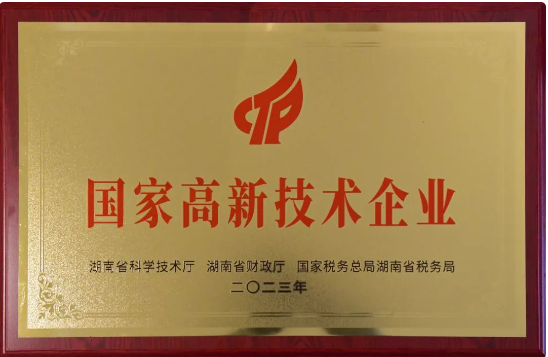 CTP
国家高新技术企业
湖南省科学技术厅 湖南省财政厅 国家税务总局湖南省税务局
二〇二三年